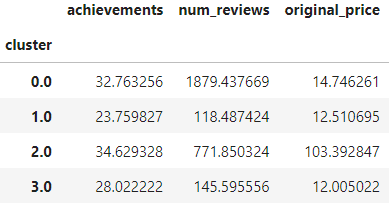 achievements num_reviews original_price
cluster
0.0 32.763256 1879.437669 14.746261
1.0 23.759827 118.487424 12.510695
2.0 34.629328 771.850324 103.392847
3.0 28.022222 145.595556 12.005022